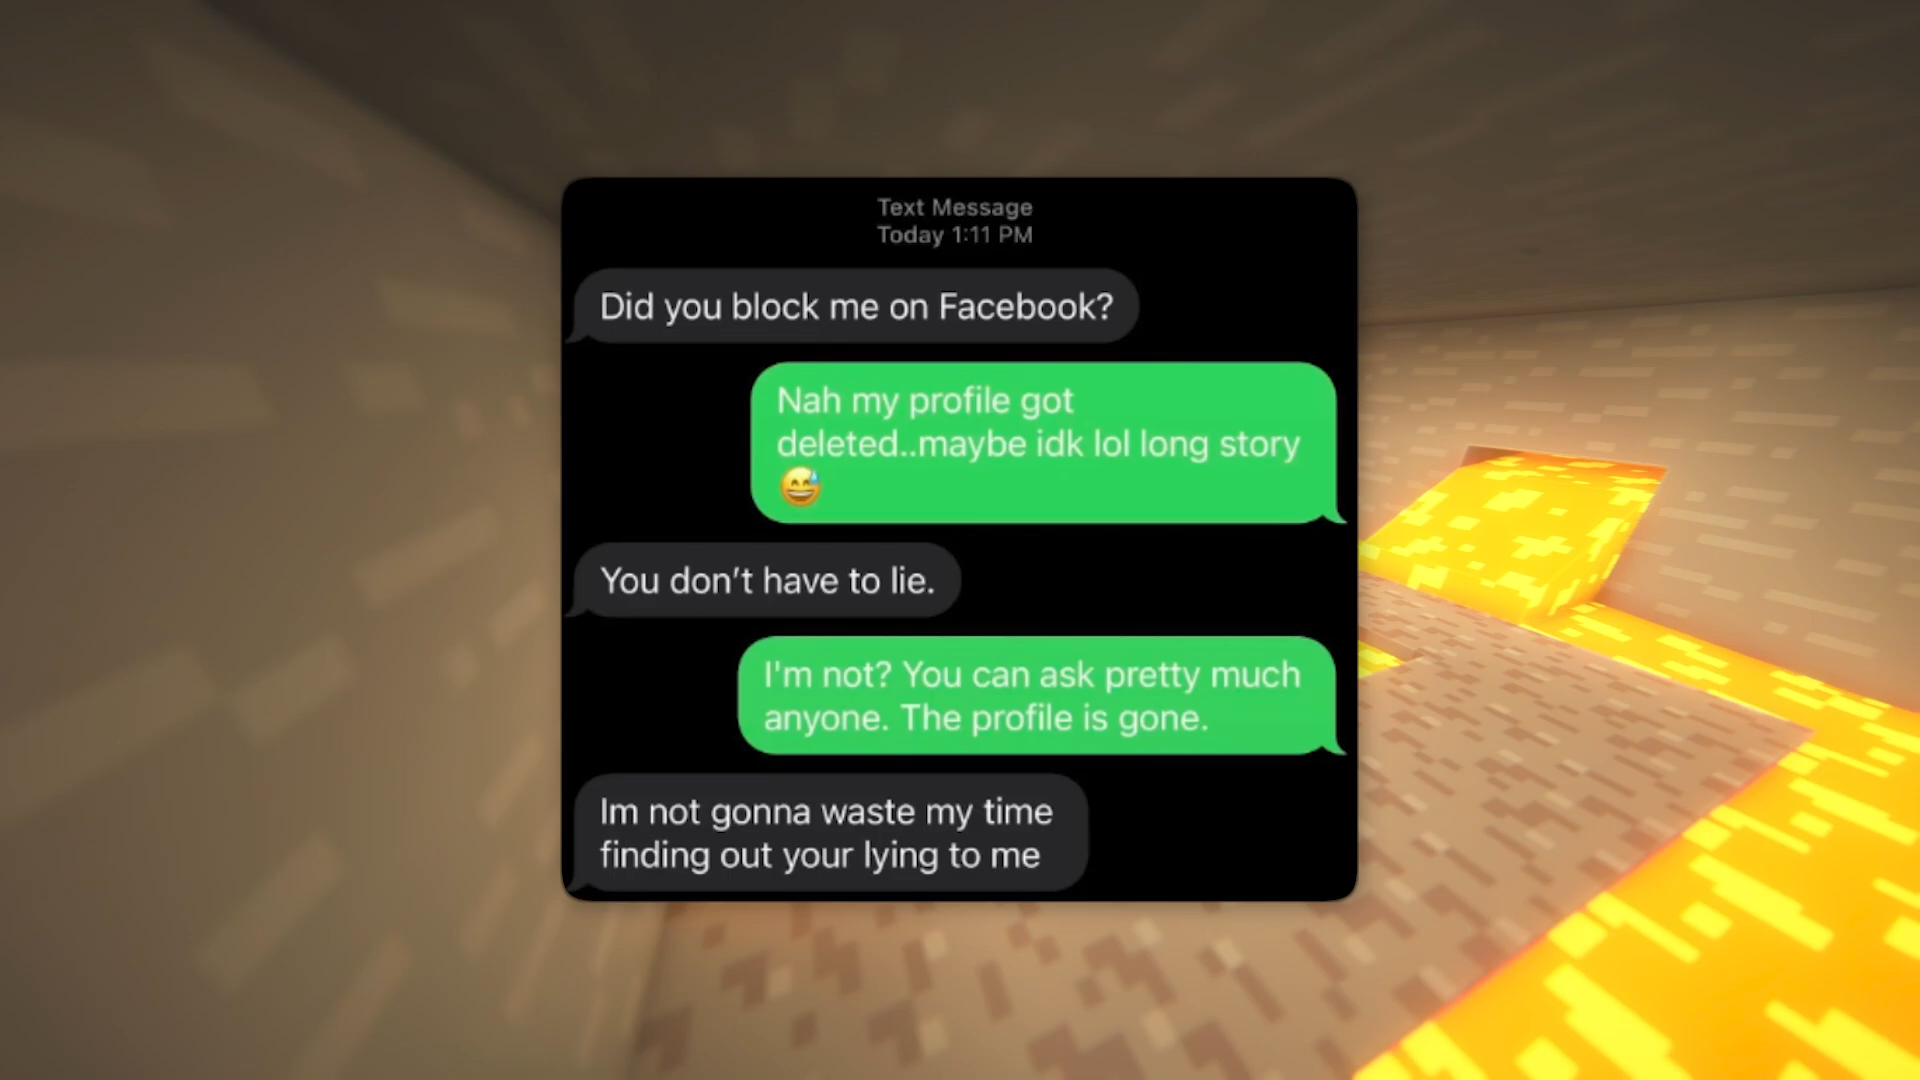 Text Message
Today 1:11 PM
Did you block me on Facebook?
Nah my profile got
deleted..maybe idk lol long story
😅
You don’t have to lie.
I'm not? You can ask pretty much
anyone. The profile is gone.
Im not gonna waste my time
finding out your lying to me